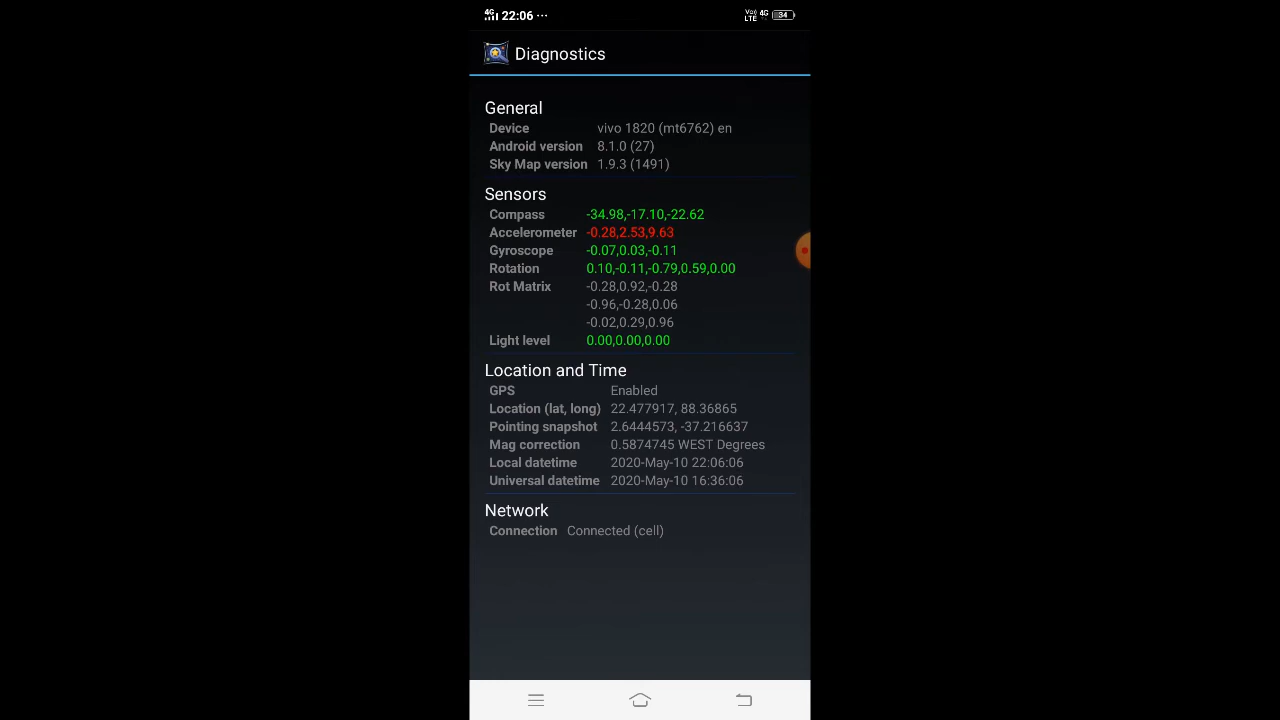 4G 22:06 ···
Vo) LTE 4G 34
Diagnostics
General
Device vivo 1820 (mt6762) en
Android version 8.1.0 (27)
Sky Map version 1.9.3 (1491)
Sensors
Compass -34.98,-17.10,-22.62
Accelerometer -0.28,2.53,9.63
Gyroscope -0.07,0.03,-0.11
Rotation 0.10,-0.11,-0.79,0.59,0.00
Rot Matrix -0.28,0.92,-0.28
-0.96,-0.28,0.06
-0.02,0.29,0.96
Light level 0.00,0.00,0.00
Location and Time
GPS Enabled
Location (lat, long) 22.477917, 88.36865
Pointing snapshot 2.6444573, -37.216637
Mag correction 0.5874745 WEST Degrees
Local datetime 2020-May-10 22:06:06
Universal datetime 2020-May-10 16:36:06
Network
Connection Connected (cell)